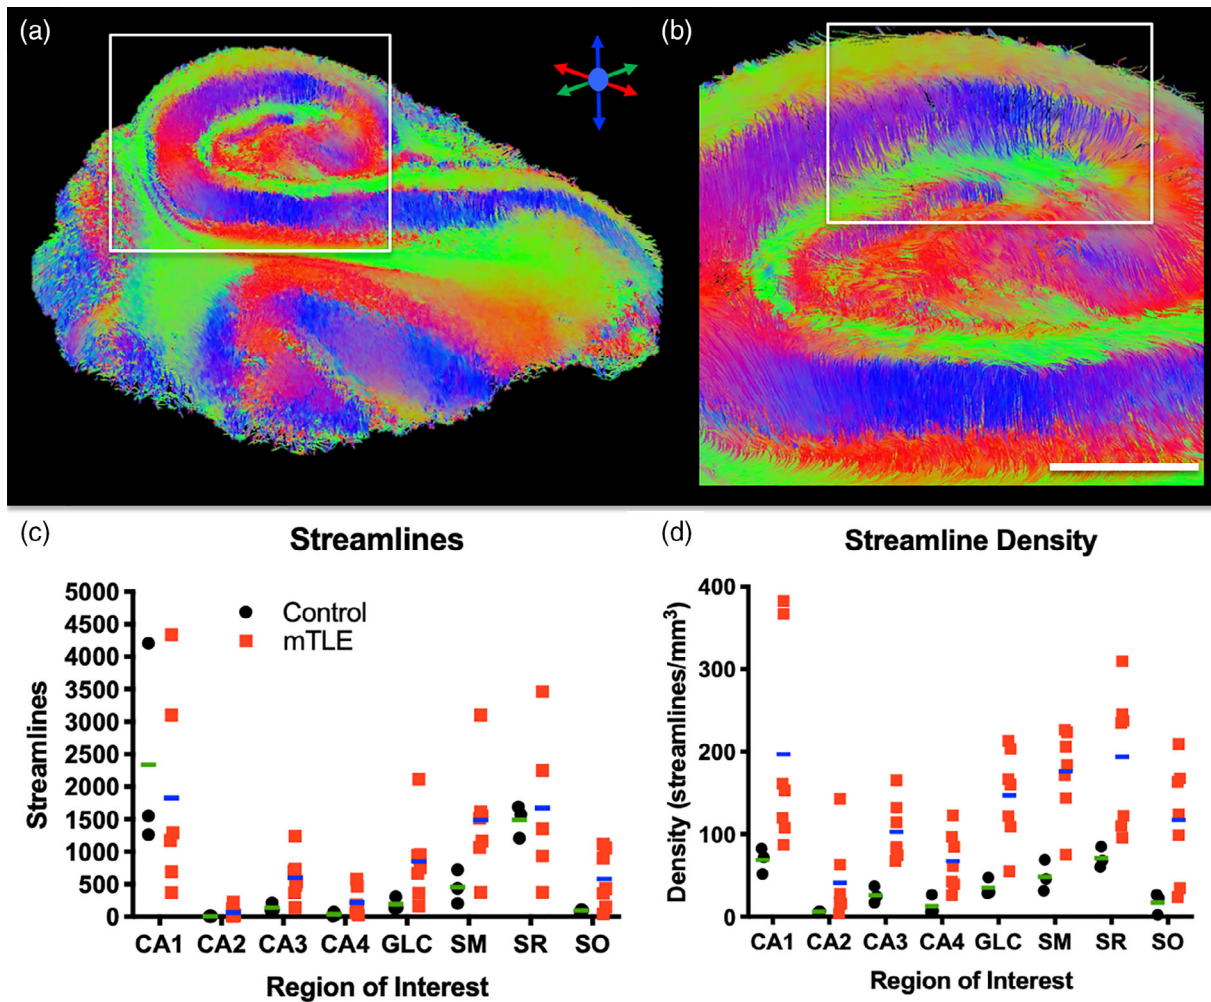 (a)
(b)
(c)
Streamlines
5000
4500
4000
3500
3000
2500
2000
1500
1000
500
0
Streamlines
Control
mTLE
CA1 CA2 CA3 CA4 GLC SM SR SO
Region of Interest
(d)
Streamline Density
400
300
200
100
0
Density (streamlines/mm³)
CA1 CA2 CA3 CA4 GLC SM SR SO
Region of Interest